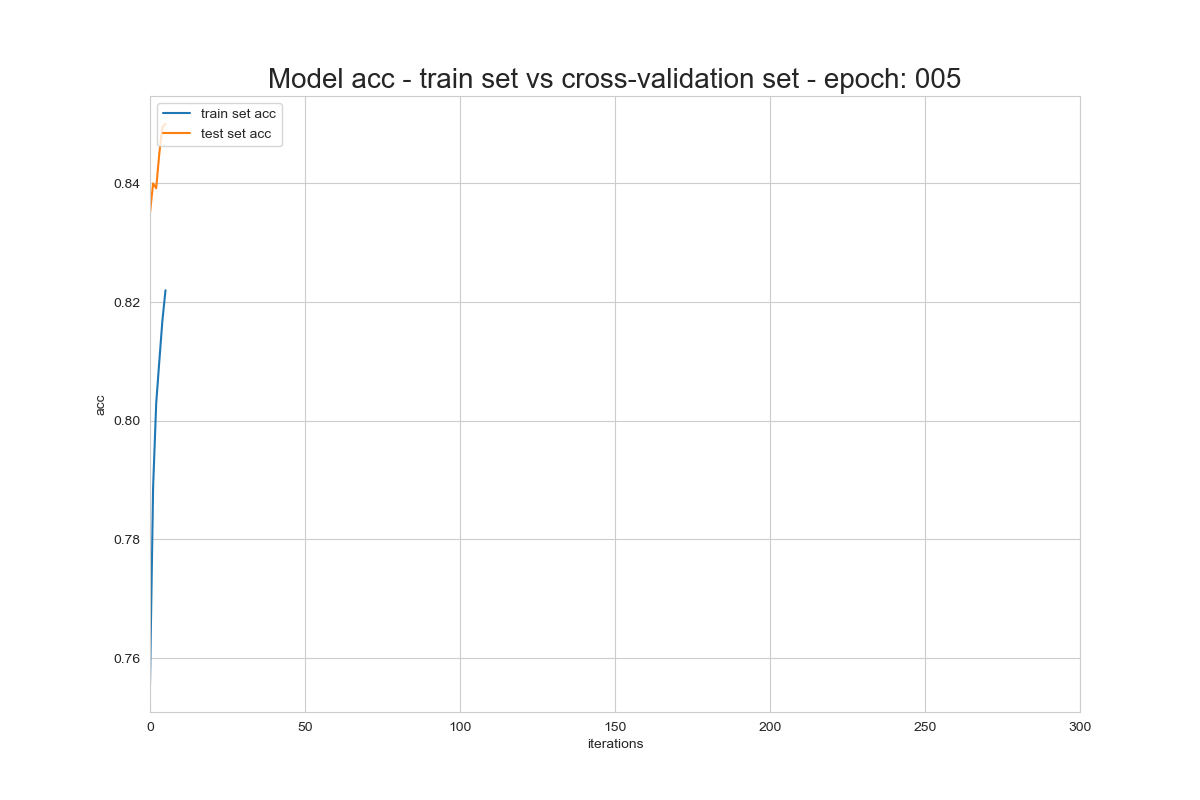 Model acc - train set vs cross-validation set - epoch: 005
train set acc
test set acc
0.84
0.82
0.80
0.78
0.76
acc
0 50 100 150 200 250 300
iterations